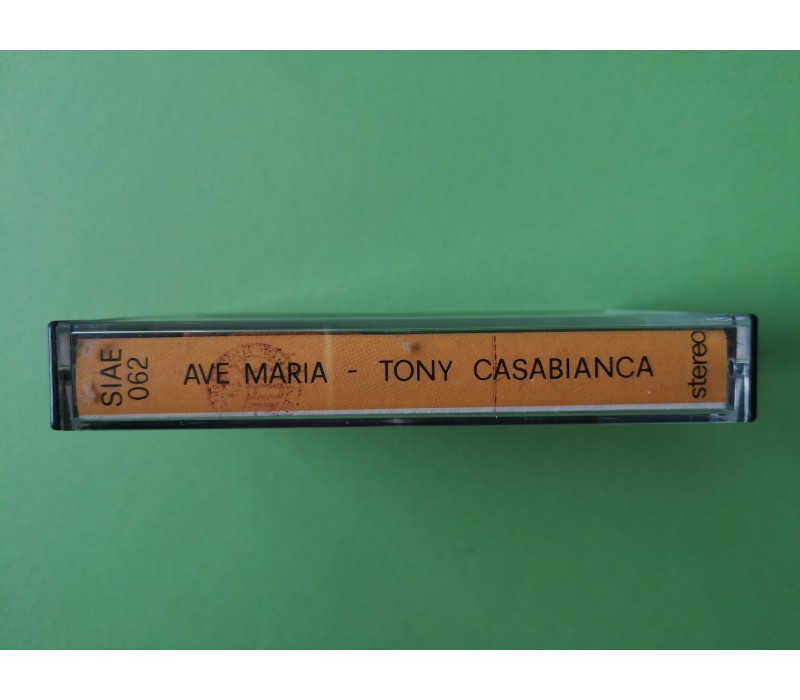 SIAE
062
AVE MARIA - TONY CASABIANCA
stereo